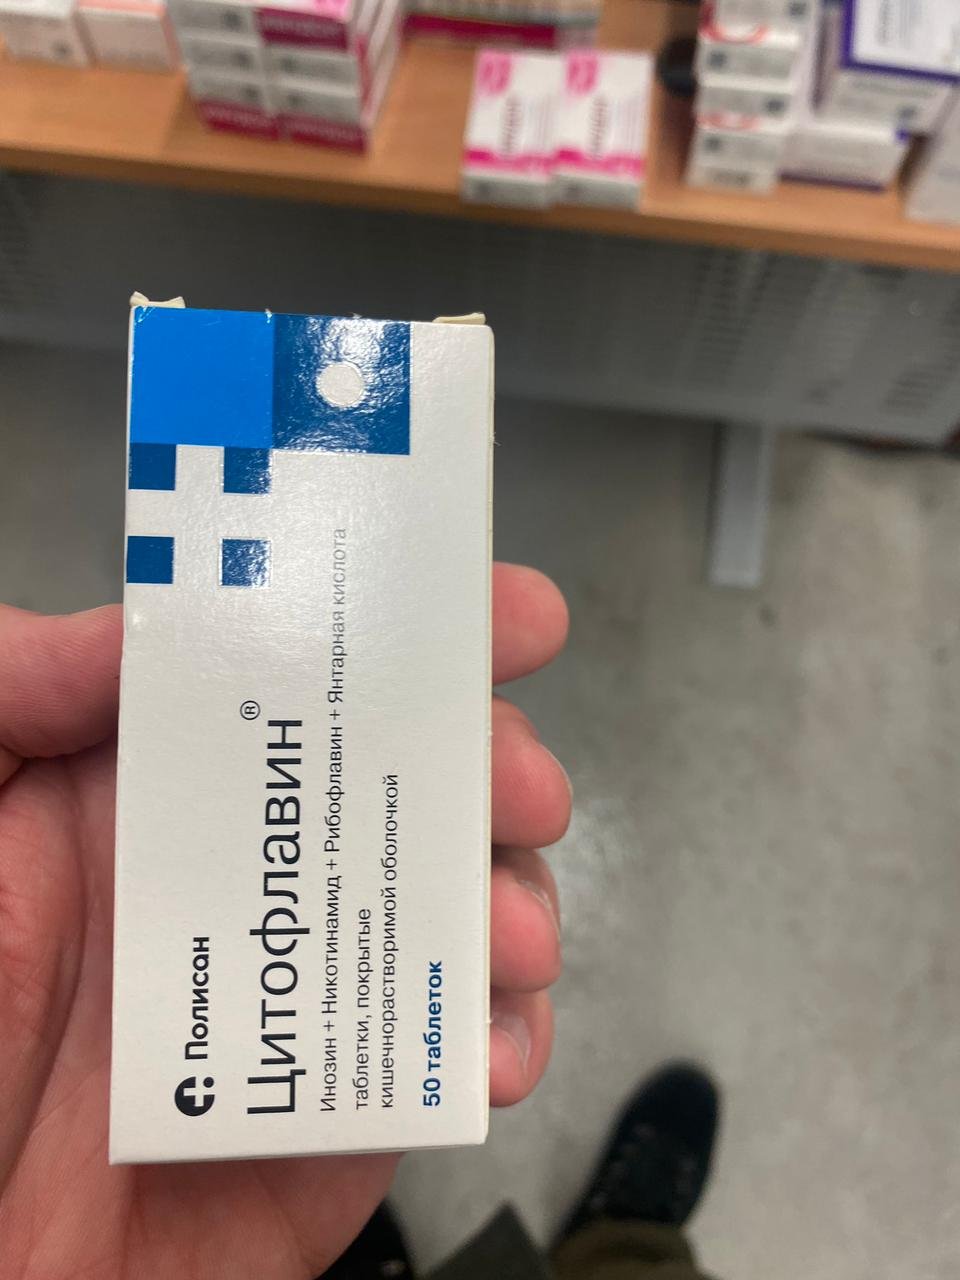 Полисан
Цитофлавин®
Инозин + Никотинамид + Рибофлавин + Янтарная кислота
таблетки, покрытые
кишечнорастворимой оболочкой
50 таблеток